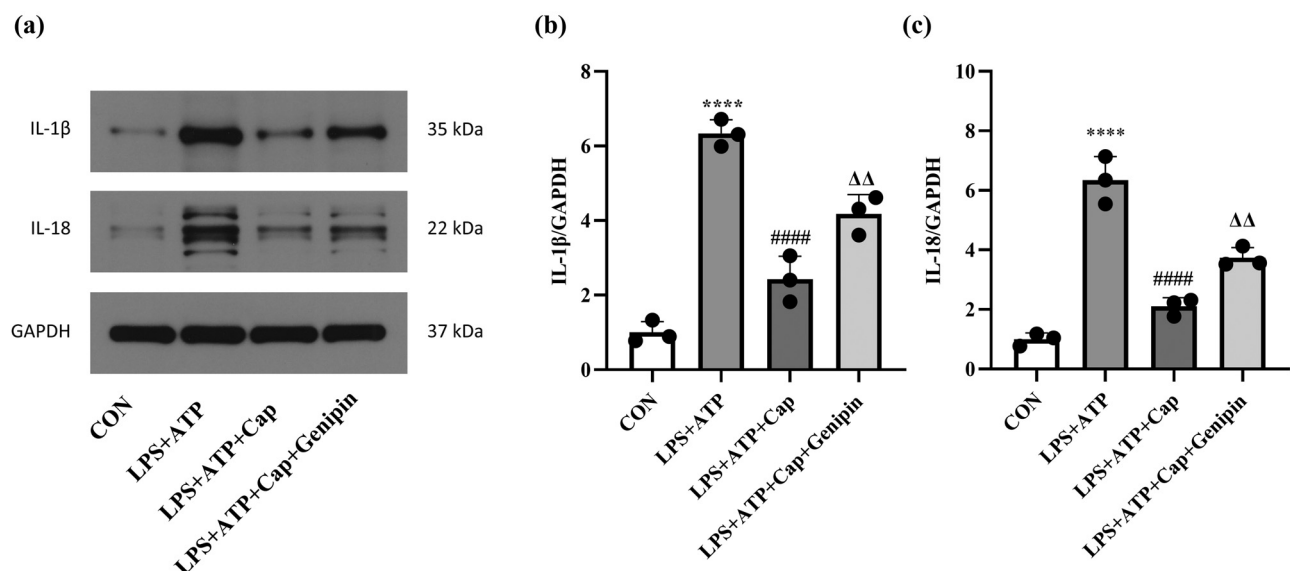 (a)
IL-1β
35 kDa
IL-18
22 kDa
GAPDH
37 kDa
CON
LPS+ATP
LPS+ATP+Cap
LPS+ATP+Cap+Genipin
(b)
IL-1β/GAPDH
8
6
4
2
0
****
####
ΔΔ
CON
LPS+ATP
LPS+ATP+Cap
LPS+ATP+Cap+Genipin
(c)
IL-18/GAPDH
10
8
6
4
2
0
****
####
ΔΔ
CON
LPS+ATP
LPS+ATP+Cap
LPS+ATP+Cap+Genipin